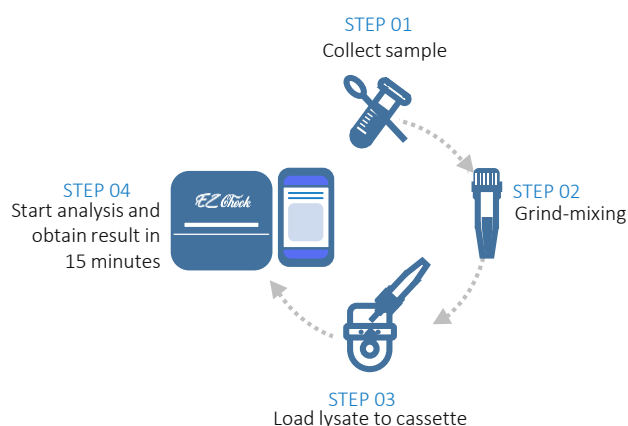 STEP 01
Collect sample
STEP 02
Grind-mixing
STEP 03
Load lysate to cassette
STEP 04
Start analysis and
obtain result in
15 minutes
EZ Check